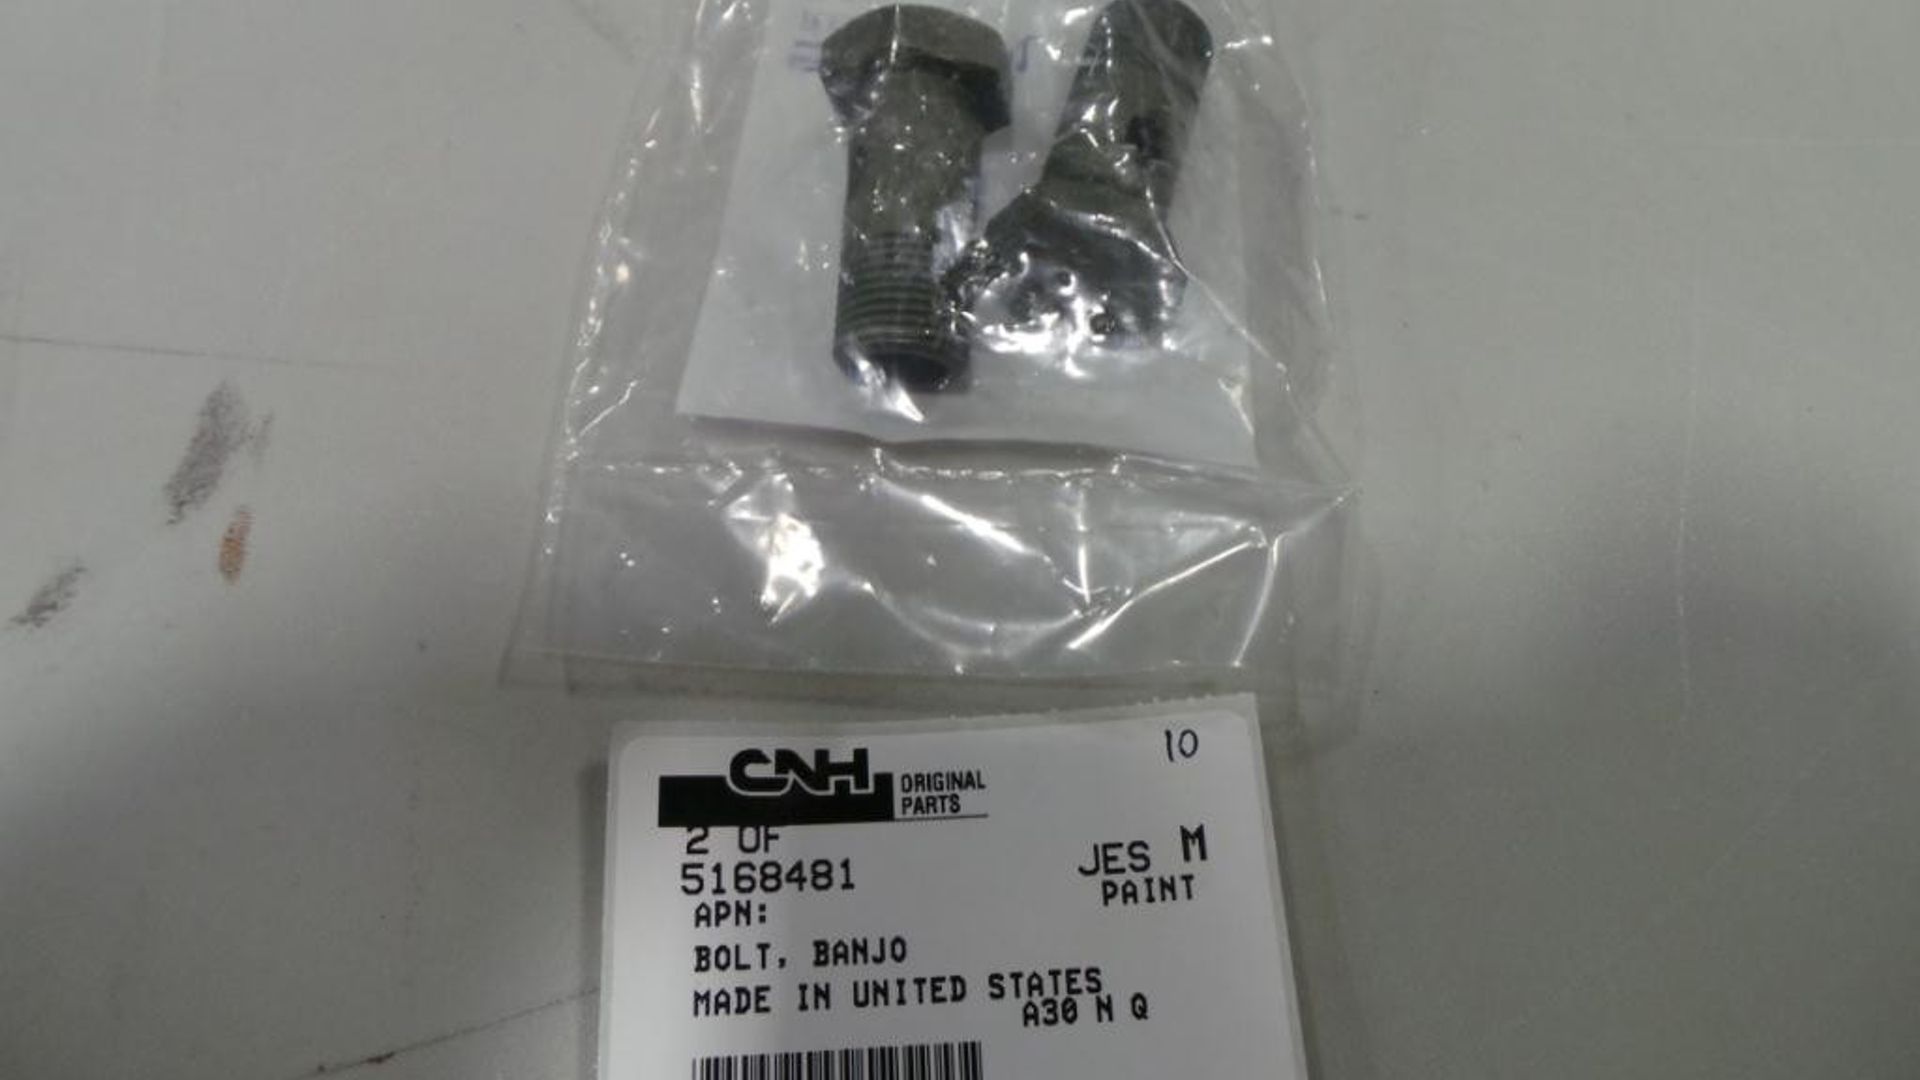 10
CNH ORIGINAL
PARTS
2 OF
5168481
JES M
PAINT
APN:
BOLT, BANJO
MADE IN UNITED STATES
A30 N Q